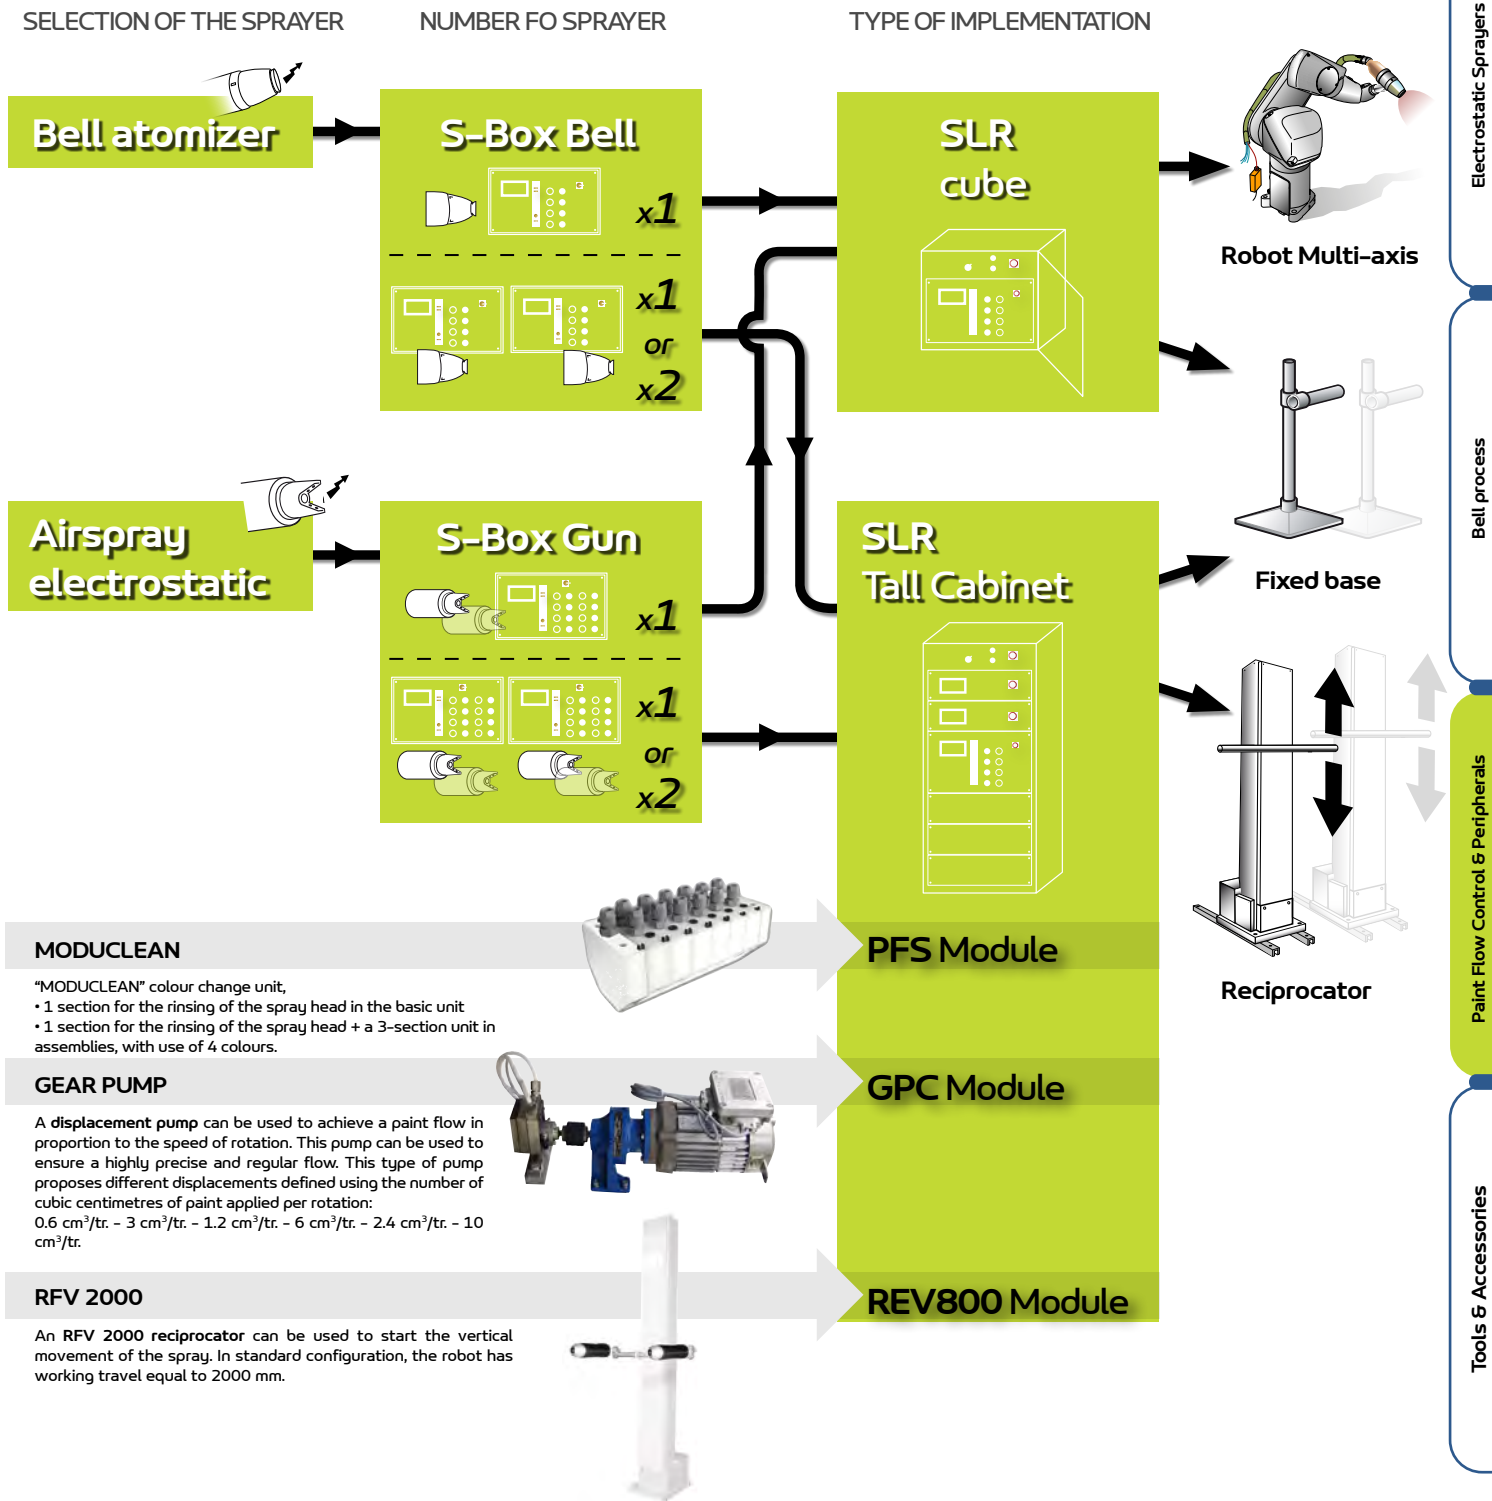 SELECTION OF THE SPRAYER
NUMBER FO SPRAYER
TYPE OF IMPLEMENTATION
Bell atomizer
S-Box Bell
x1
x1
or
x2
SLR
cube
Robot Multi-axis
Airspray
electrostatic
S-Box Gun
x1
x1
or
x2
SLR
Tall Cabinet
Fixed base
Reciprocator
MODUCLEAN
PFS Module
“MODUCLEAN” colour change unit,
• 1 section for the rinsing of the spray head in the basic unit
• 1 section for the rinsing of the spray head + a 3-section unit in
assemblies, with use of 4 colours.
GEAR PUMP
GPC Module
A displacement pump can be used to achieve a paint flow in
proportion to the speed of rotation. This pump can be used to
ensure a highly precise and regular flow. This type of pump
proposes different displacements defined using the number of
cubic centimetres of paint applied per rotation:
0.6 cm³/tr. - 3 cm³/tr. - 1.2 cm³/tr. - 6 cm³/tr. - 2.4 cm³/tr. - 10
cm³/tr.
RFV 2000
REV800 Module
An RFV 2000 reciprocator can be used to start the vertical
movement of the spray. In standard configuration, the robot has
working travel equal to 2000 mm.
Electrostatic Sprayers
Bell process
Paint Flow Control & Peripherals
Tools & Accessories